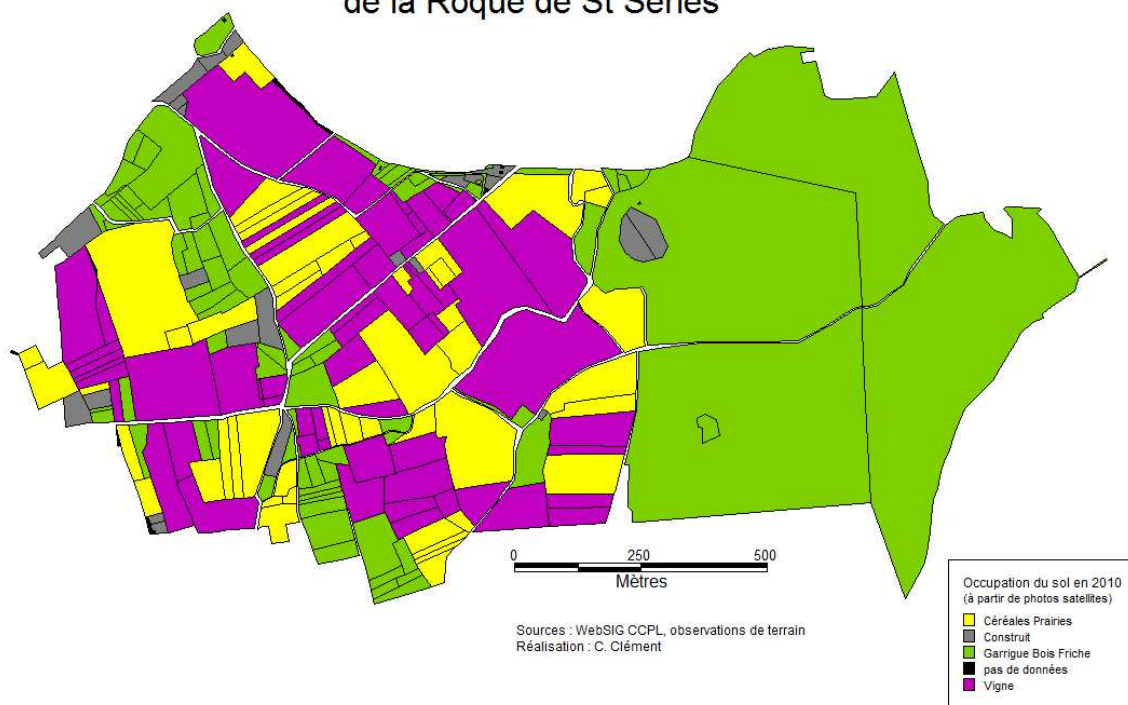 de la Roque de St Sériès
0 250 500
Mètres
Sources : WebSIG CCPL, observations de terrain
Réalisation : C. Clément
Occupation du sol en 2010
(à partir de photos satellites)
Céréales Prairies
Construit
Garrigue Bois Friche
pas de données
Vigne